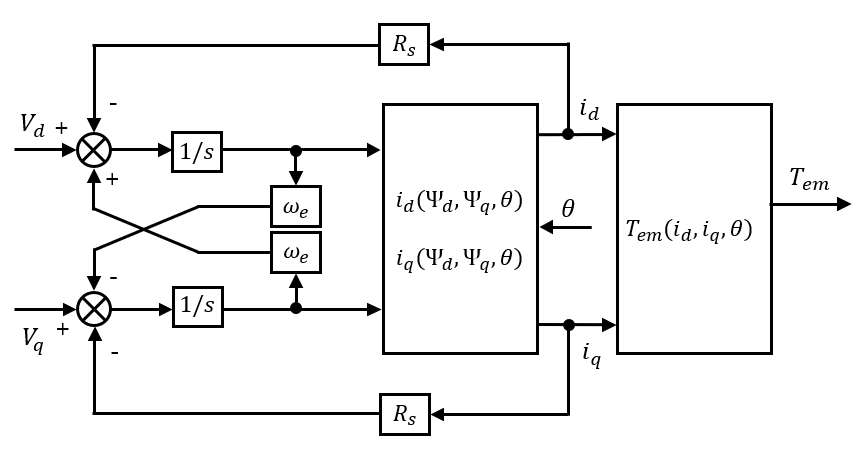 R_s
-
V_d + 1/s i_d
+ ω_e i_d(Ψ_d, Ψ_q, θ) θ T_em(i_d, i_q, θ) T_em
ω_e i_q(Ψ_d, Ψ_q, θ)
-
1/s
V_q + i_q
-
R_s